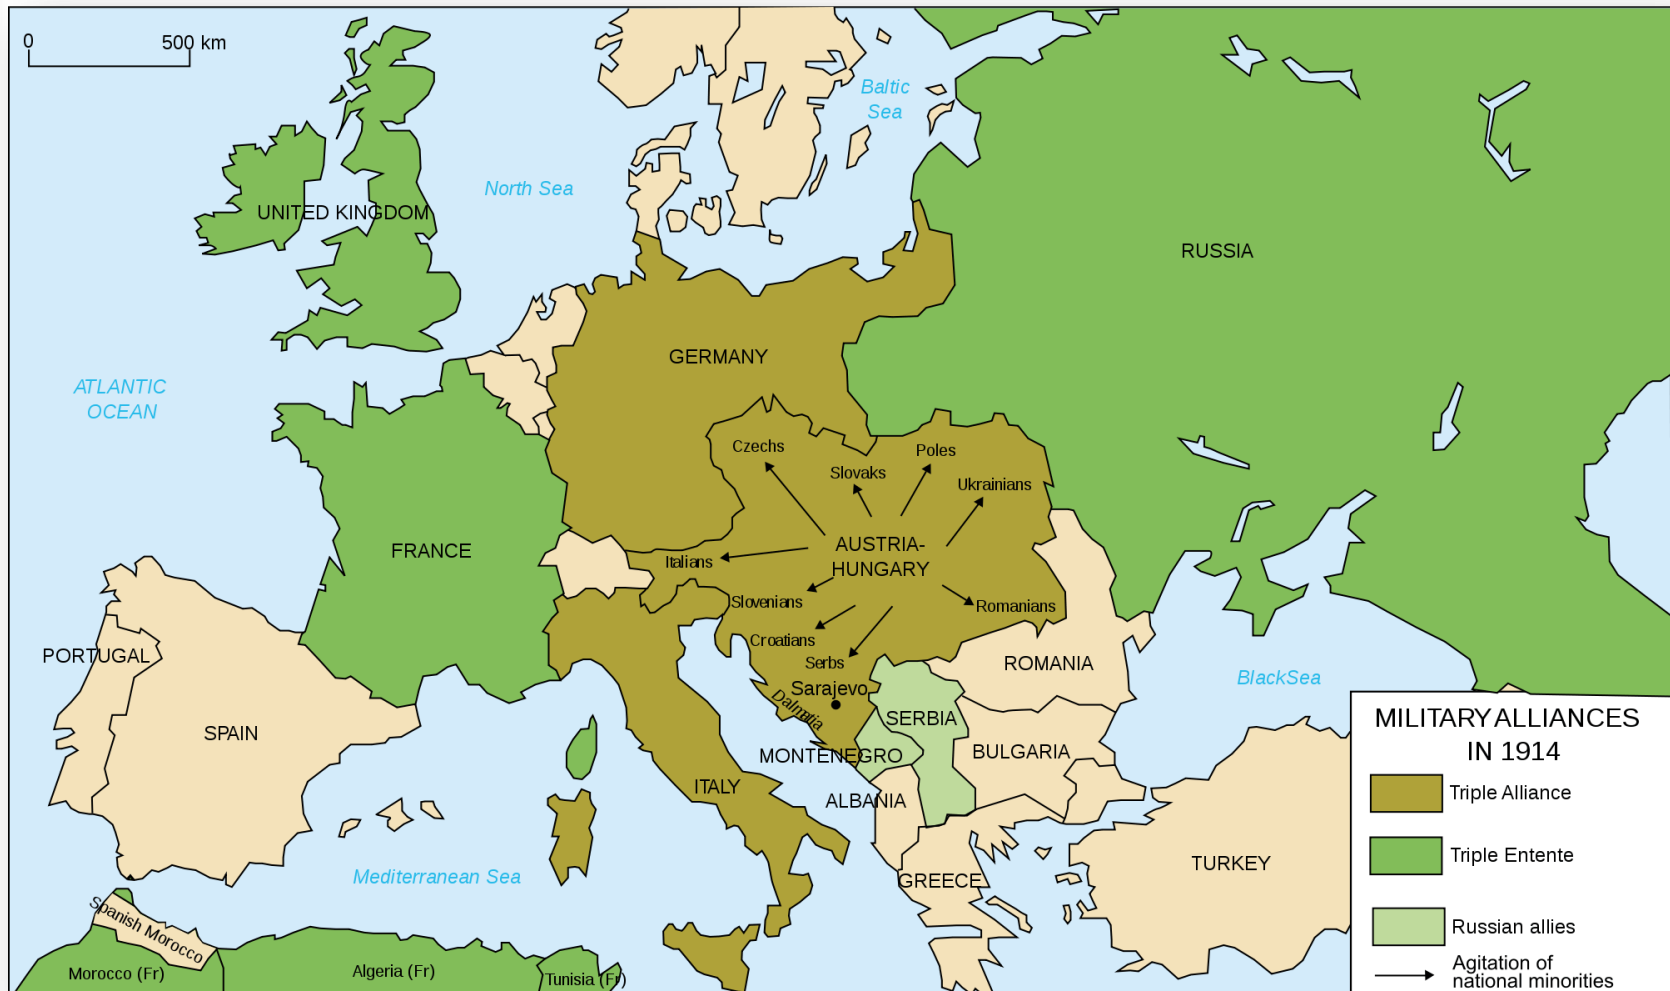 0
500 km
Baltic
Sea
North Sea
UNITED KINGDOM
RUSSIA
GERMANY
ATLANTIC
OCEAN
Czechs
Slovaks
Poles
Ukrainians
FRANCE
AUSTRIA-
HUNGARY
Italians
Slovenians
Romanians
Croatians
Serbs
PORTUGAL
ROMANIA
BlackSea
Sarajevo
Dalmatia
SPAIN
SERBIA
BULGARIA
MONTENEGRO
ITALY
ALBANIA
TURKEY
Mediterranean Sea
GREECE
Spanish Morocco
Morocco (Fr)
Algeria (Fr)
Tunisia (Fr)
MILITARY ALLIANCES
IN 1914
Triple Alliance
Triple Entente
Russian allies
Agitation of
national minorities